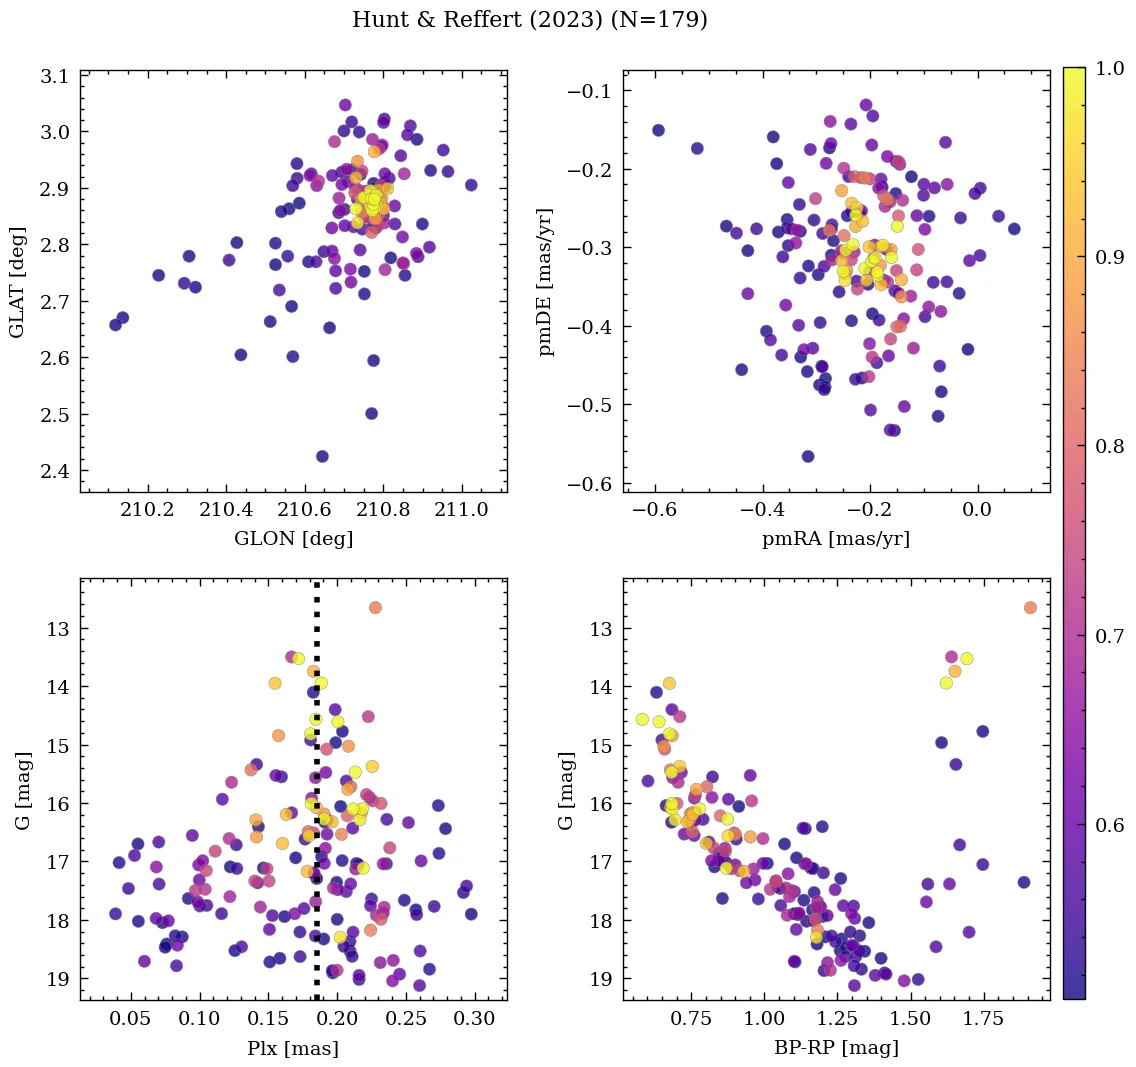 Hunt & Reffert (2023) (N=179)
3.1
3.0
2.9
2.8
2.7
2.6
2.5
2.4
GLAT [deg]
210.2 210.4 210.6 210.8 211.0
GLON [deg]
−0.1
−0.2
−0.3
−0.4
−0.5
−0.6
pmDE [mas/yr]
−0.6 −0.4 −0.2 0.0
pmRA [mas/yr]
1.0
0.9
0.8
0.7
0.6
13
14
15
16
17
18
19
G [mag]
0.05 0.10 0.15 0.20 0.25 0.30
Plx [mas]
13
14
15
16
17
18
19
G [mag]
0.75 1.00 1.25 1.50 1.75
BP-RP [mag]